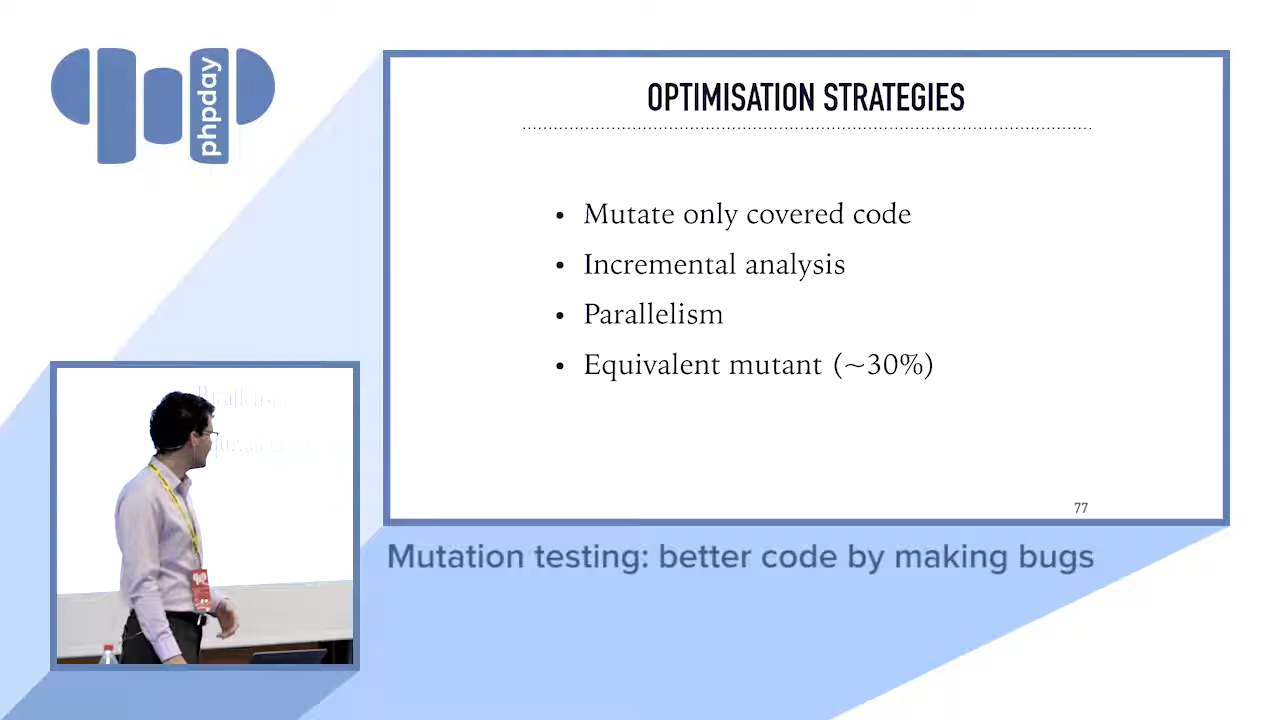 phpday
OPTIMISATION STRATEGIES
• Mutate only covered code
• Incremental analysis
• Parallelism
• Equivalent mutant (~30%)
77
Mutation testing: better code by making bugs